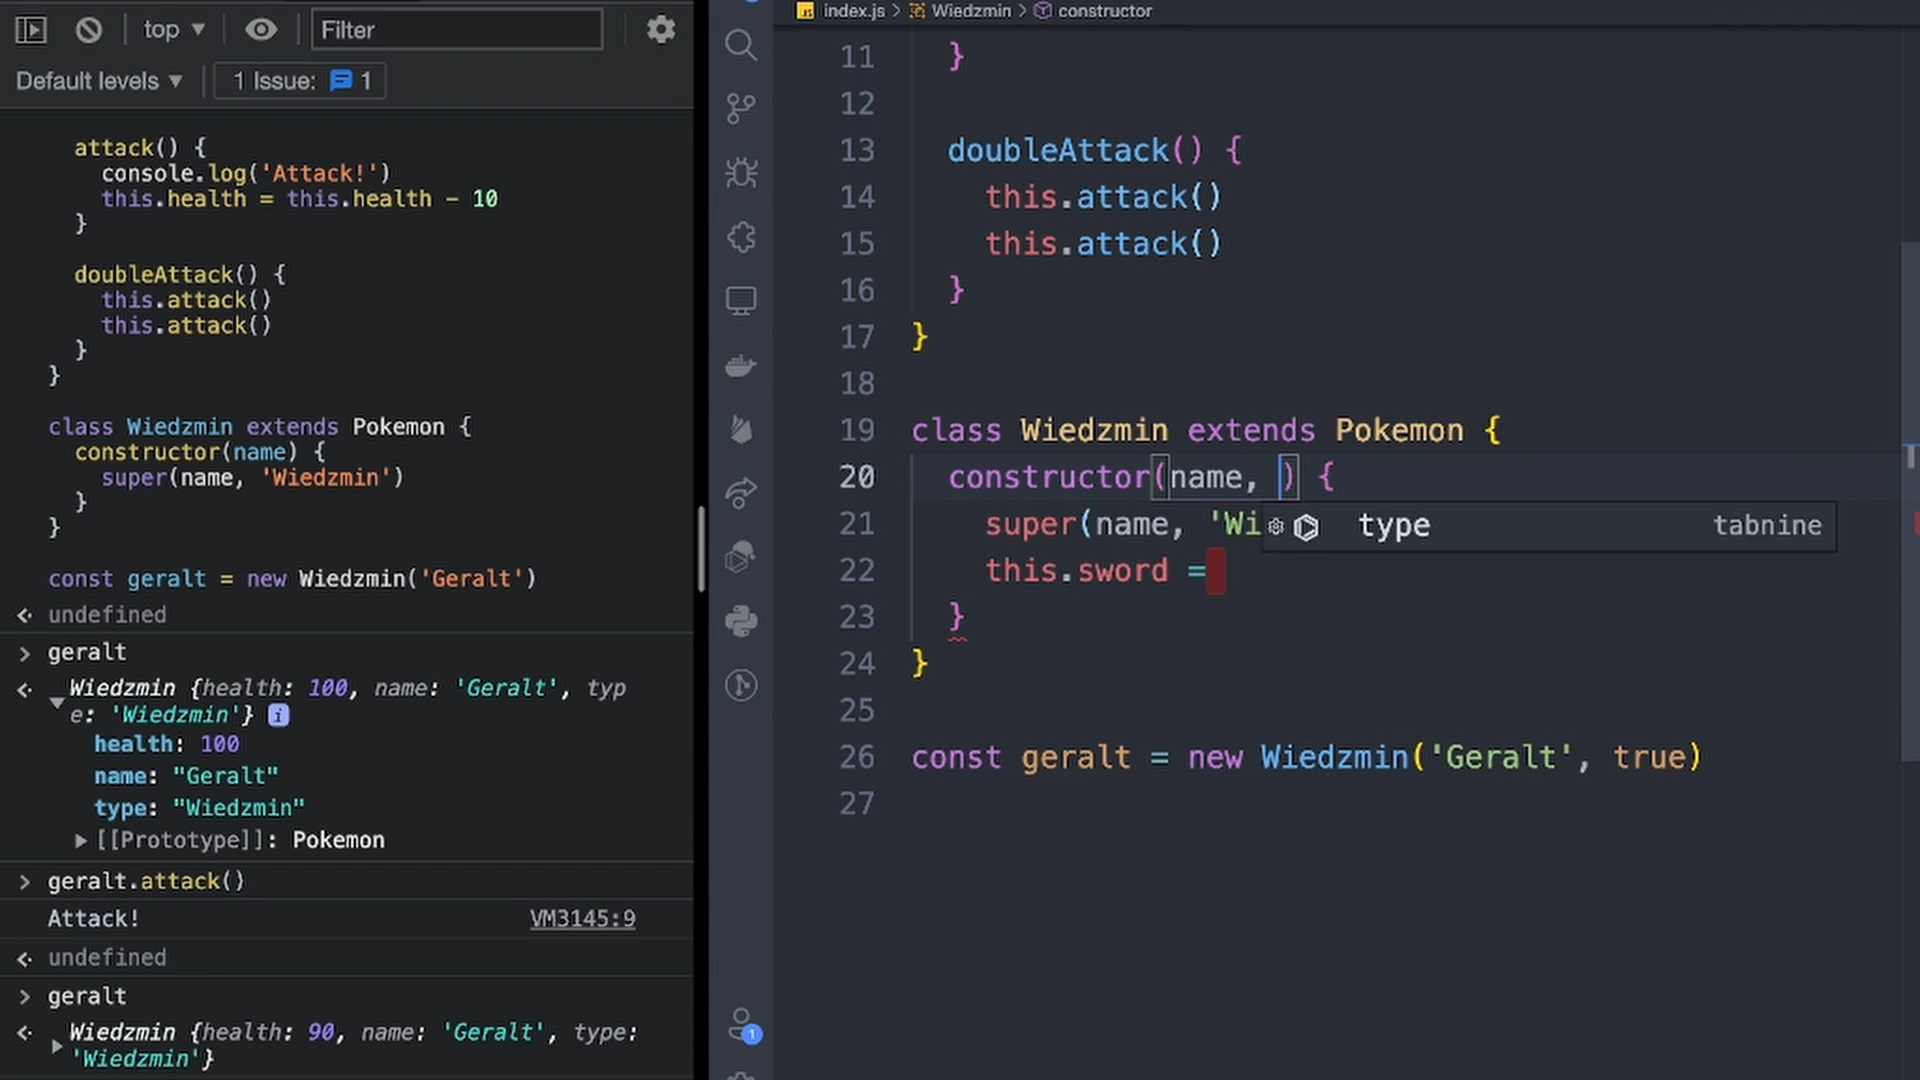 top ▼
Filter
Default levels ▼
1 Issue: 1
attack() {
console.log('Attack!')
this.health = this.health - 10
}
doubleAttack() {
this.attack()
this.attack()
}
}
class Wiedzmin extends Pokemon {
constructor(name) {
super(name, 'Wiedzmin')
}
}
const geralt = new Wiedzmin('Geralt')
undefined
geralt
Wiedzmin {health: 100, name: 'Geralt', typ
e: 'Wiedzmin'} i
health: 100
name: "Geralt"
type: "Wiedzmin"
[[Prototype]]: Pokemon
geralt.attack()
Attack! VM3145:9
undefined
geralt
Wiedzmin {health: 90, name: 'Geralt', type:
'Wiedzmin'}
1
JS index.js > Wiedzmin > constructor
11 }
12
13 doubleAttack() {
14 this.attack()
15 this.attack()
16 }
17 }
18
19 class Wiedzmin extends Pokemon {
20 constructor(name, ) {
21 super(name, 'Wi
type tabnine
22 this.sword =
23 }
24 }
25
26 const geralt = new Wiedzmin('Geralt', true)
27